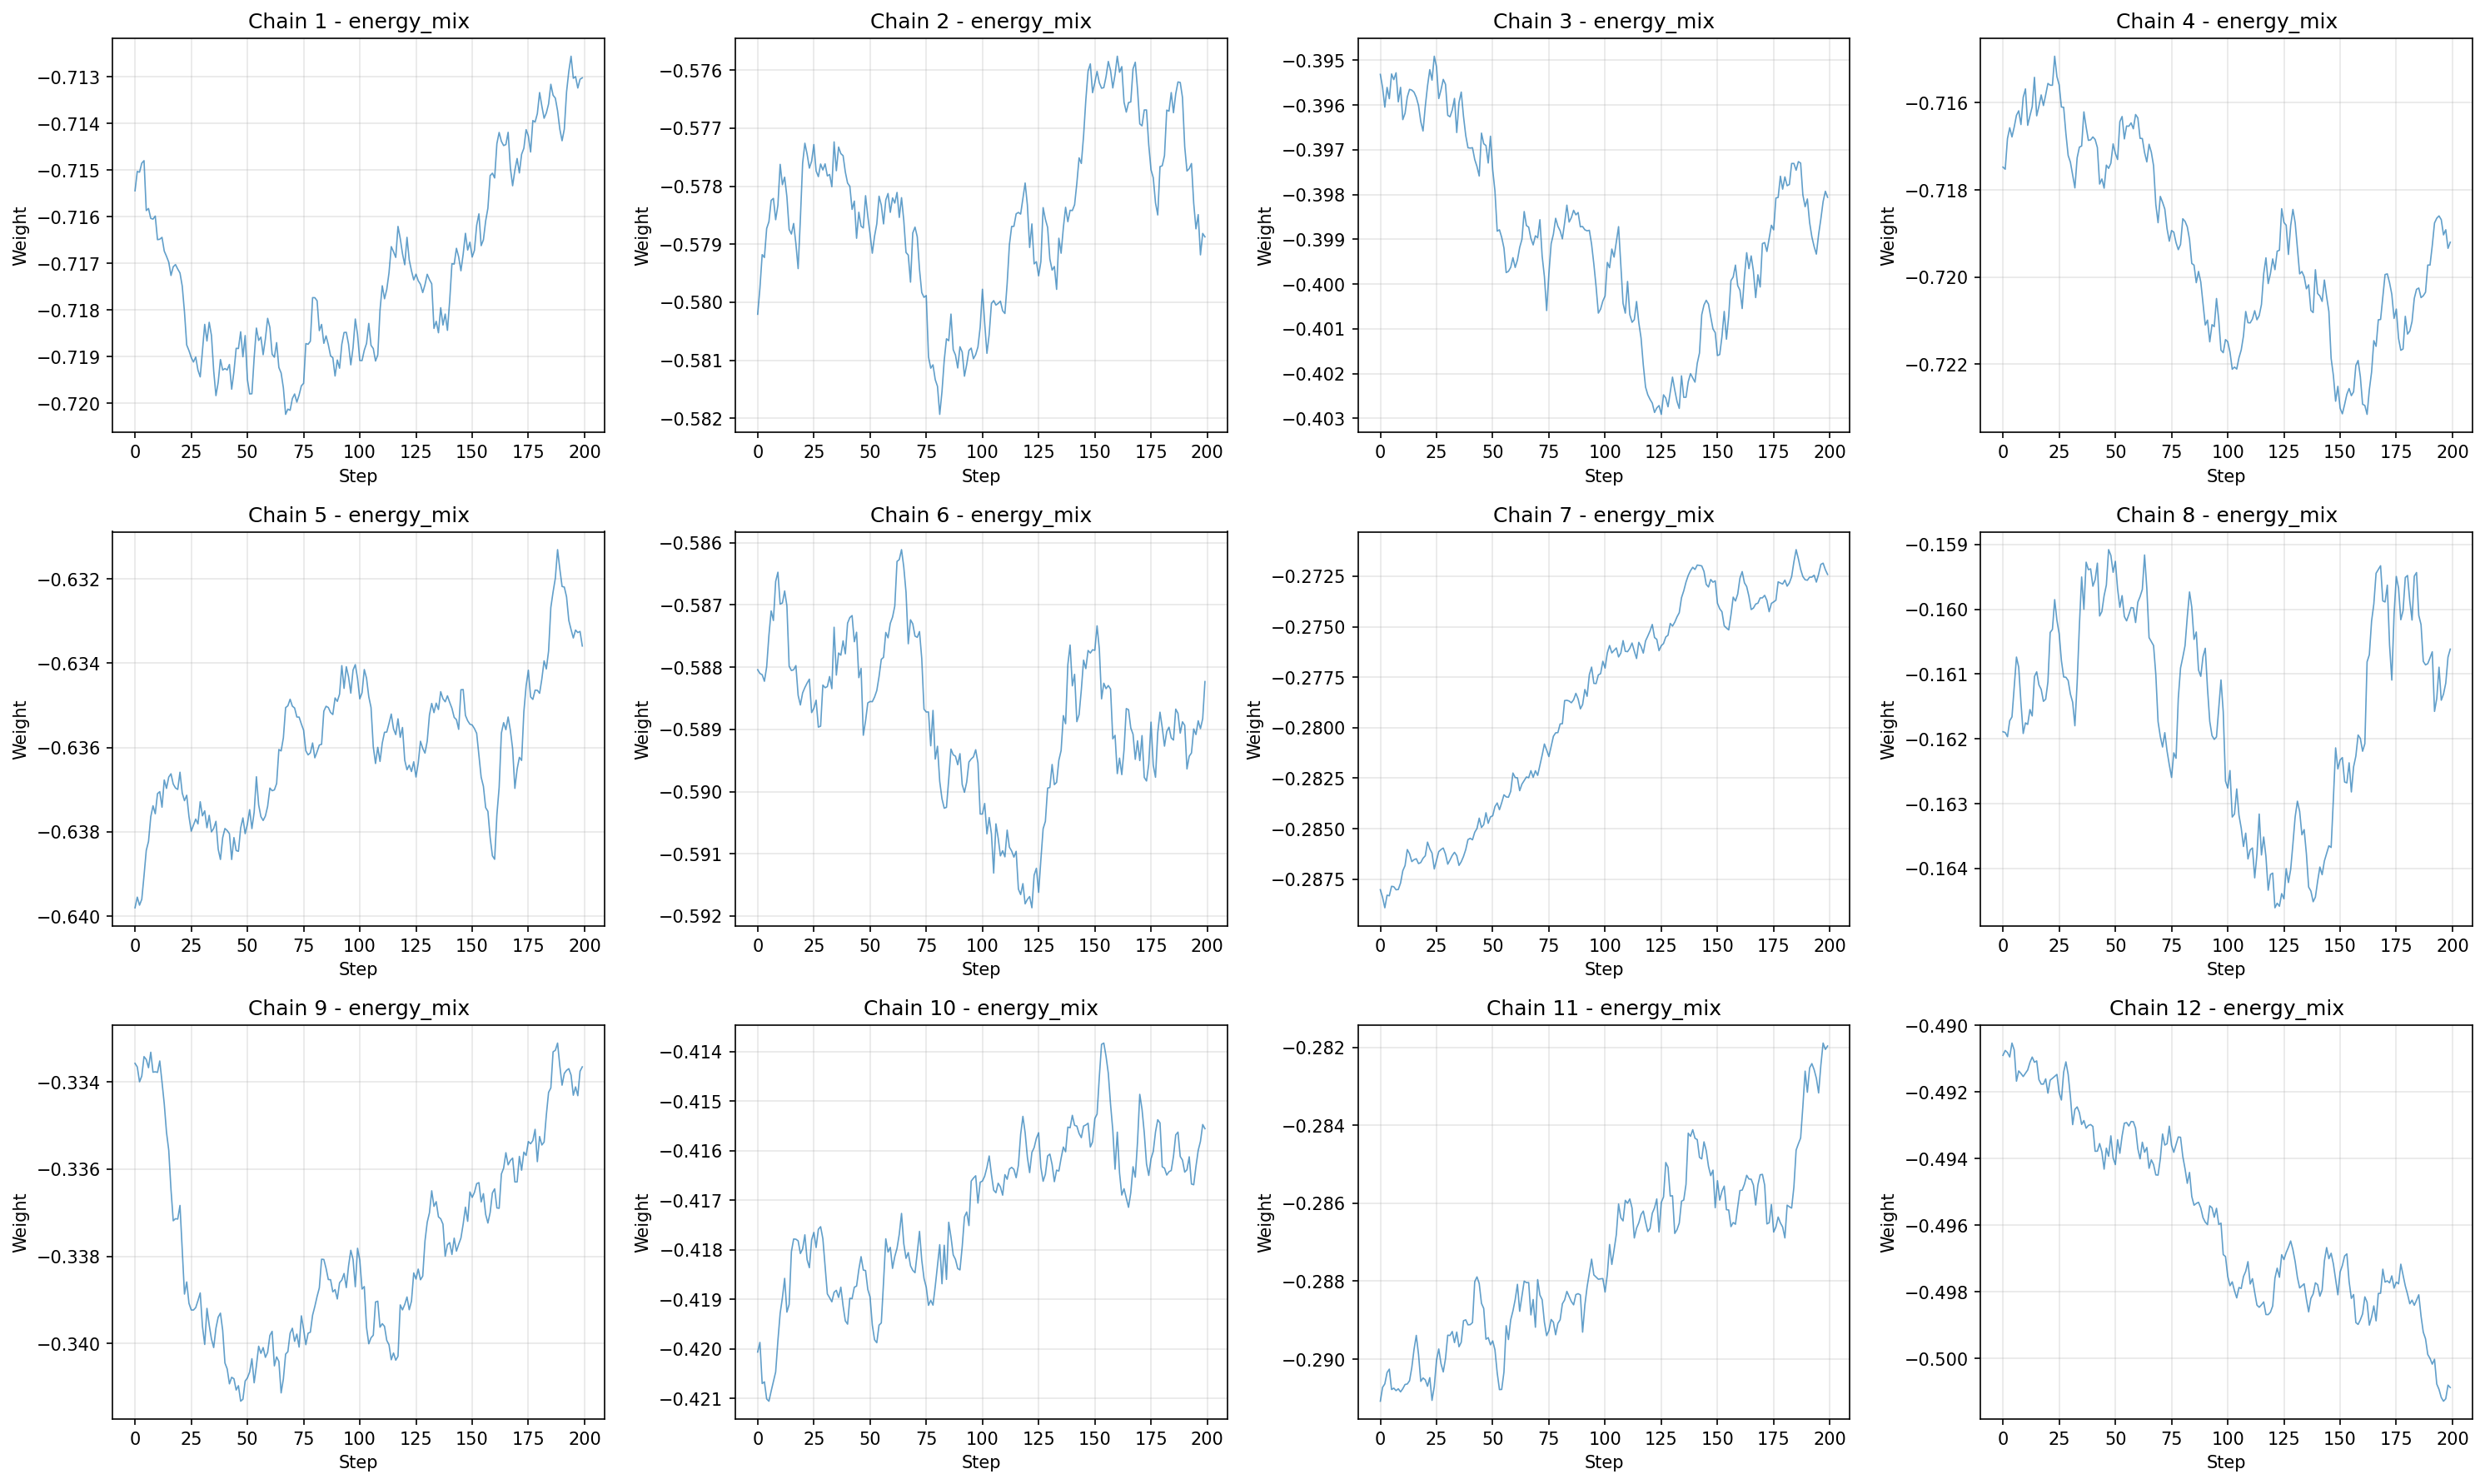 Chain 1 - energy_mix
Weight
−0.713
−0.714
−0.715
−0.716
−0.717
−0.718
−0.719
−0.720
0 25 50 75 100 125 150 175 200
Step
Chain 2 - energy_mix
Weight
−0.576
−0.577
−0.578
−0.579
−0.580
−0.581
−0.582
0 25 50 75 100 125 150 175 200
Step
Chain 3 - energy_mix
Weight
−0.395
−0.396
−0.397
−0.398
−0.399
−0.400
−0.401
−0.402
−0.403
0 25 50 75 100 125 150 175 200
Step
Chain 4 - energy_mix
Weight
−0.716
−0.718
−0.720
−0.722
0 25 50 75 100 125 150 175 200
Step
Chain 5 - energy_mix
Weight
−0.632
−0.634
−0.636
−0.638
−0.640
0 25 50 75 100 125 150 175 200
Step
Chain 6 - energy_mix
Weight
−0.586
−0.587
−0.588
−0.589
−0.590
−0.591
−0.592
0 25 50 75 100 125 150 175 200
Step
Chain 7 - energy_mix
Weight
−0.2725
−0.2750
−0.2775
−0.2800
−0.2825
−0.2850
−0.2875
0 25 50 75 100 125 150 175 200
Step
Chain 8 - energy_mix
Weight
−0.159
−0.160
−0.161
−0.162
−0.163
−0.164
0 25 50 75 100 125 150 175 200
Step
Chain 9 - energy_mix
Weight
−0.334
−0.336
−0.338
−0.340
0 25 50 75 100 125 150 175 200
Step
Chain 10 - energy_mix
Weight
−0.414
−0.415
−0.416
−0.417
−0.418
−0.419
−0.420
−0.421
0 25 50 75 100 125 150 175 200
Step
Chain 11 - energy_mix
Weight
−0.282
−0.284
−0.286
−0.288
−0.290
0 25 50 75 100 125 150 175 200
Step
Chain 12 - energy_mix
Weight
−0.490
−0.492
−0.494
−0.496
−0.498
−0.500
0 25 50 75 100 125 150 175 200
Step